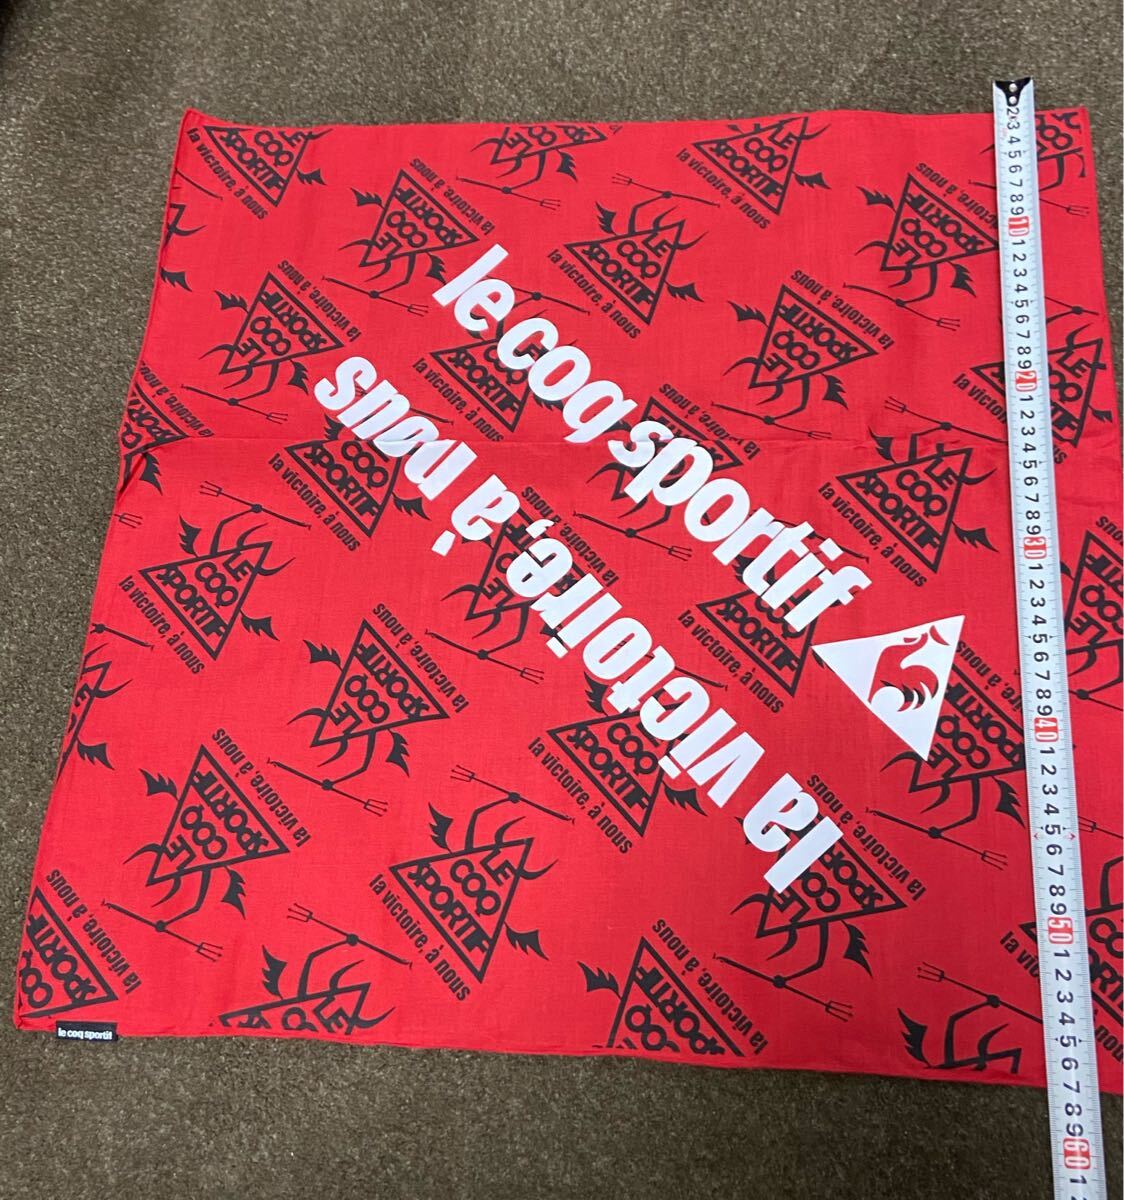 le coq sportif
la victoire, à nous
LE
COQ
SPORTIF
la victoire, à nous
le coq sportif